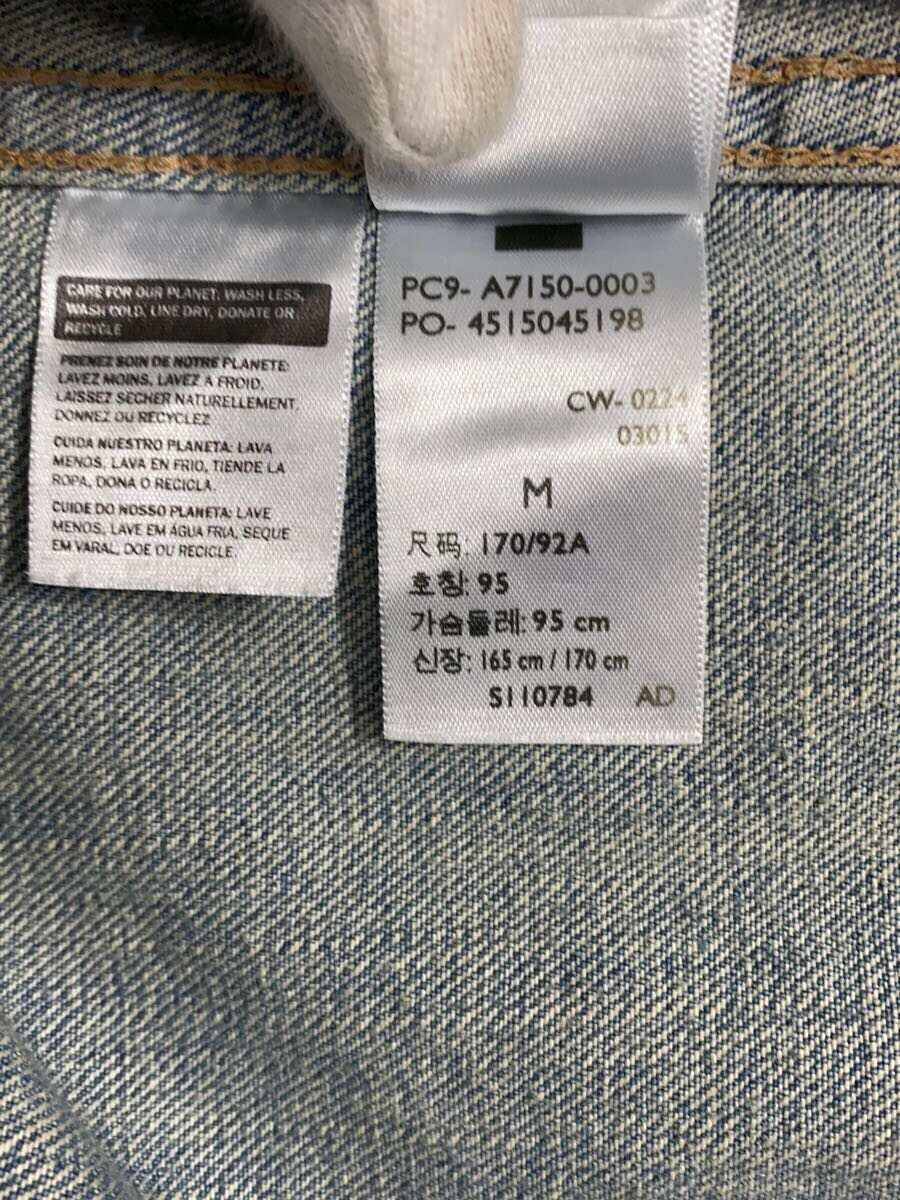 CARE FOR OUR PLANET: WASH LESS,
WASH COLD, LINE DRY, DONATE OR
RECYCLE
PRENEZ SOIN DE NOTRE PLANETE:
LAVEZ MOINS, LAVEZ A FROID,
LAISSEZ SÉCHER NATURELLEMENT,
DONNEZ OU RECYCLEZ
CUIDA NUESTRO PLANETA: LAVA
MENOS, LAVA EN FRIO, TIENDE LA
ROPA, DONA O RECICLA.
CUIDE DO NOSSO PLANETA: LAVE
MENOS, LAVE EM ÁGUA FRIA, SEQUE
EM VARAL, DOE OU RECICLE.
PC9- A7150-0003
PO- 4515045198
CW- 0224
03015
M
尺码: 170/92A
호칭: 95
가슴둘레: 95 cm
신장: 165 cm / 170 cm
S110784 AD